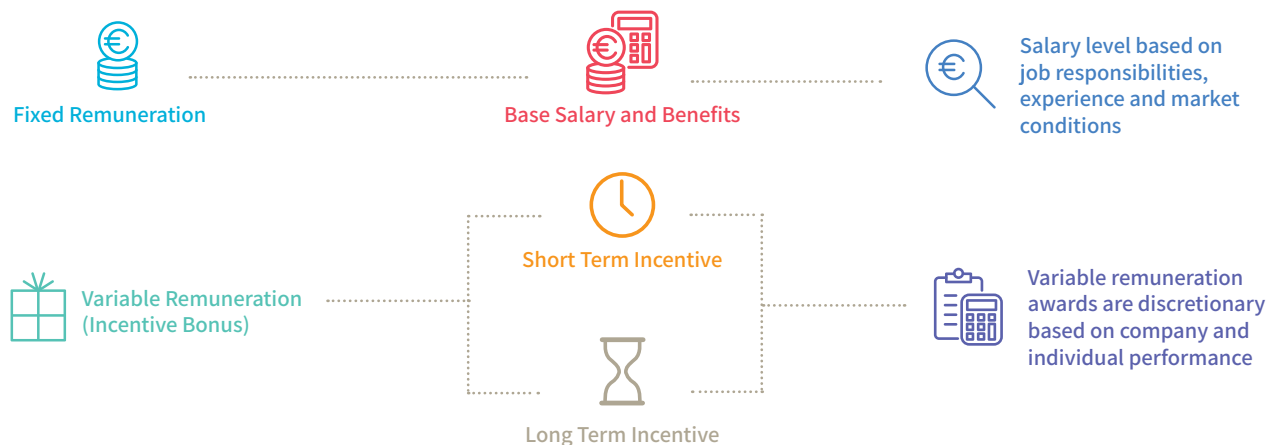 Fixed Remuneration
Base Salary and Benefits
Salary level based on
job responsibilities,
experience and market
conditions
Variable Remuneration
(Incentive Bonus)
Short Term Incentive
Long Term Incentive
Variable remuneration
awards are discretionary
based on company and
individual performance